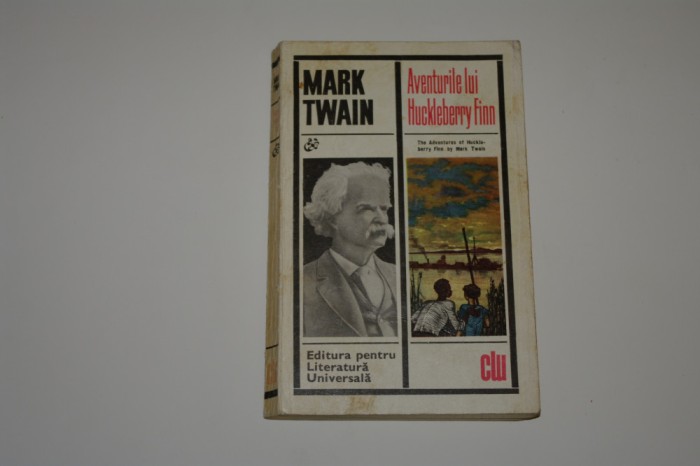 MARK
TWAIN
Aventurile lui
Huckleberry Finn
The Adventures of Huckle-
berry Finn by Mark Twain
Editura pentru
Literatură
Universală
cw